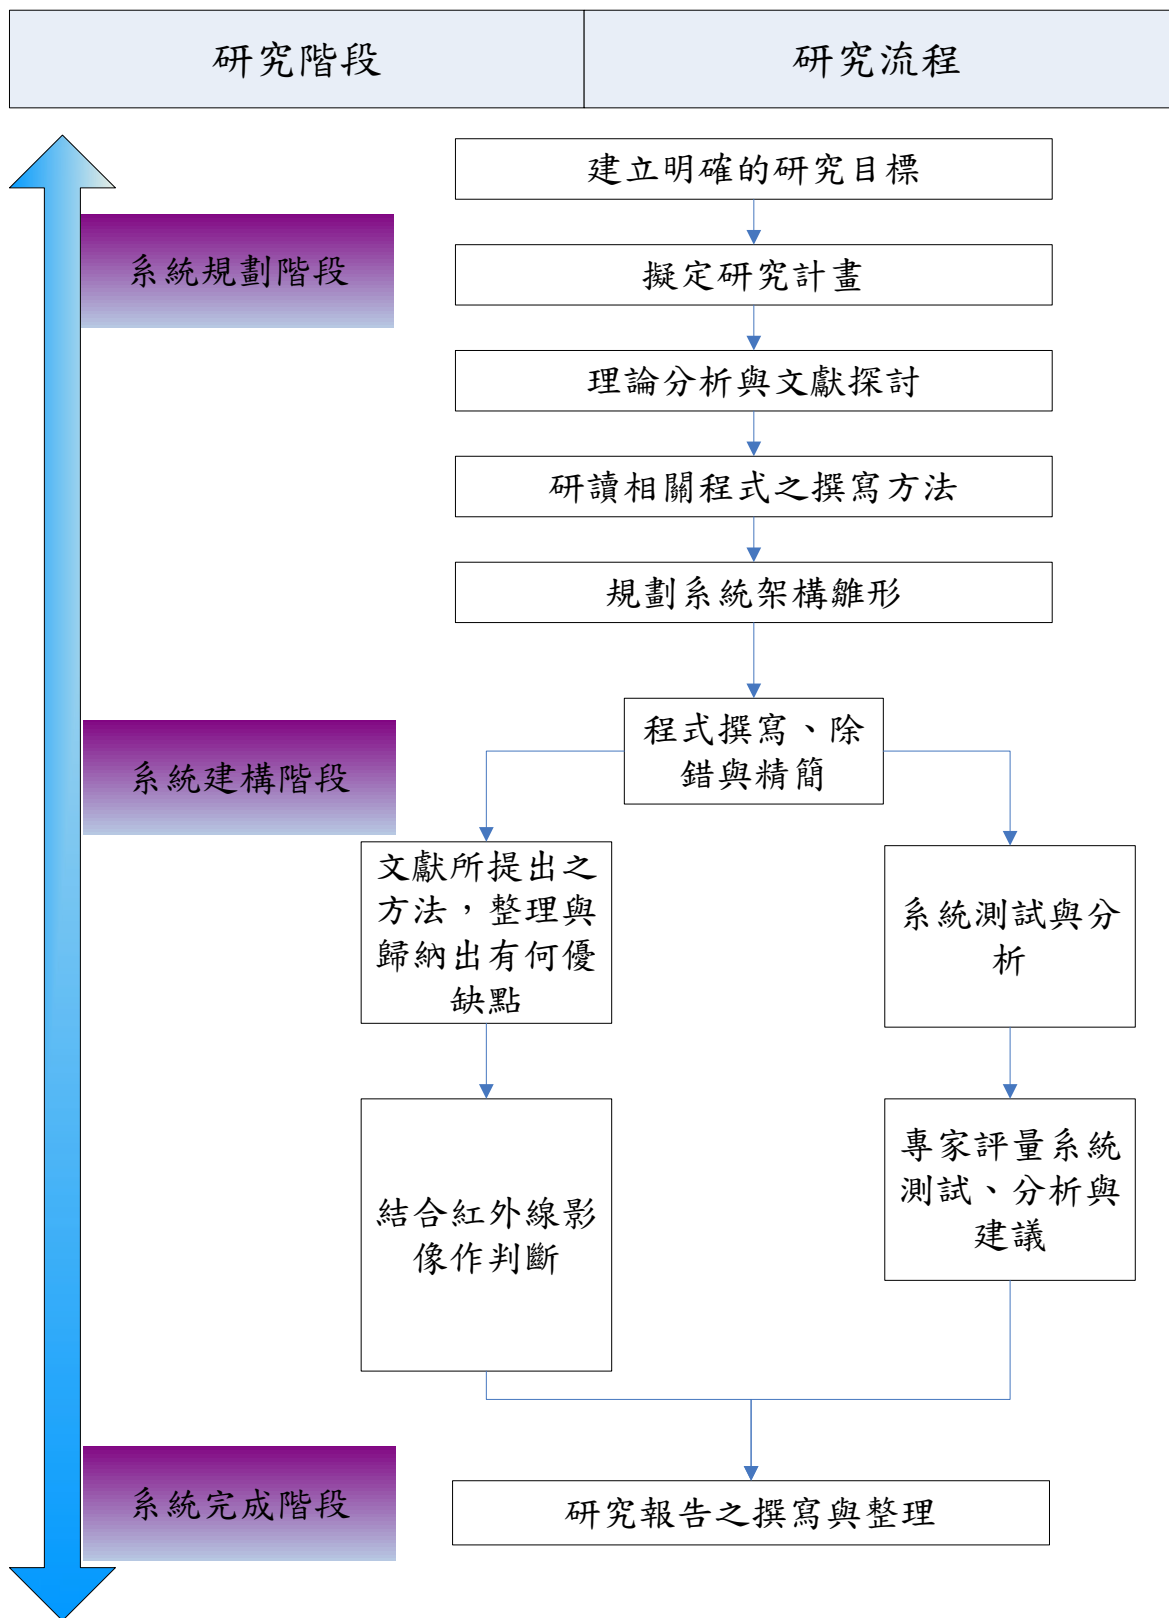 研究階段
研究流程
建立明確的研究目標
系統規劃階段
擬定研究計畫
理論分析與文獻探討
研讀相關程式之撰寫方法
規劃系統架構雛形
程式撰寫、除
錯與精簡
系統建構階段
文獻所提出之
方法，整理與
歸納出有何優
缺點
系統測試與分
析
結合紅外線影
像作判斷
專家評量系統
測試、分析與
建議
系統完成階段
研究報告之撰寫與整理